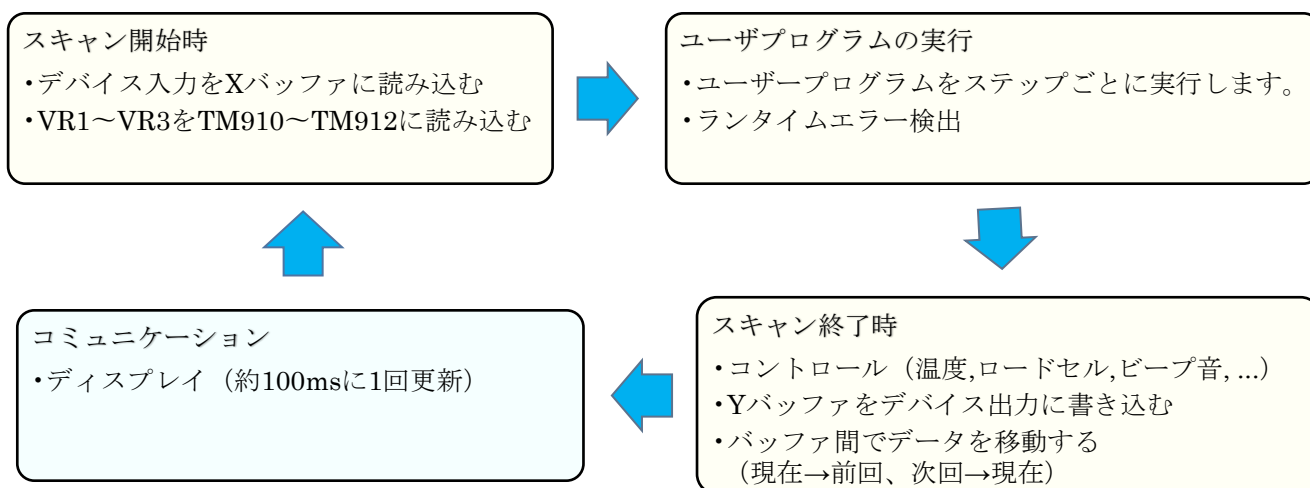 スキャン開始時
・デバイス入力をXバッファに読み込む
・VR1～VR3をTM910～TM912に読み込む
ユーザプログラムの実行
・ユーザープログラムをステップごとに実行します。
・ランタイムエラー検出
スキャン終了時
・コントロール（温度,ロードセル,ビープ音, ...）
・Yバッファをデバイス出力に書き込む
・バッファ間でデータを移動する
（現在→前回、次回→現在）
コミュニケーション
・ディスプレイ（約100msに1回更新）